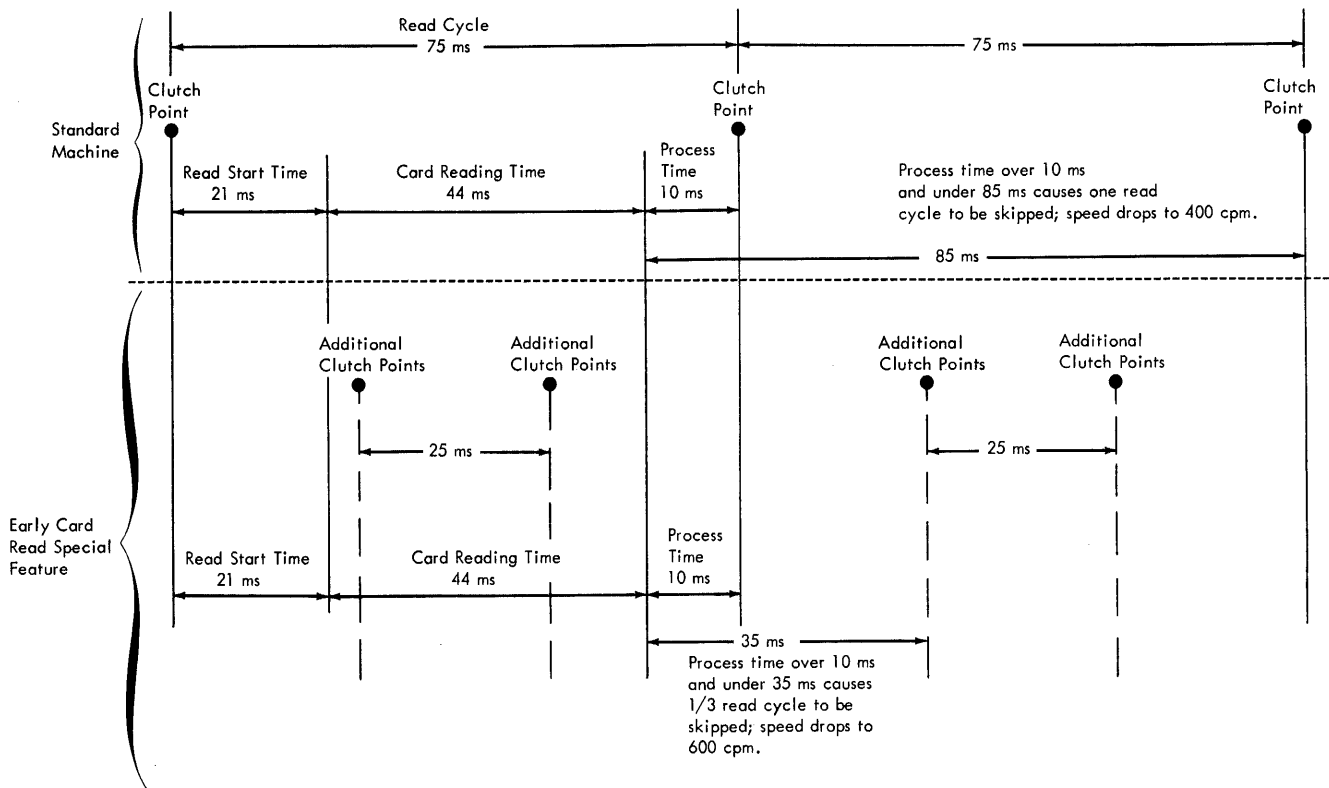 Read Cycle
75 ms
75 ms
Clutch
Point
Clutch
Point
Clutch
Point
Standard
Machine
Read Start Time
21 ms
Card Reading Time
44 ms
Process
Time
10 ms
Process time over 10 ms
and under 85 ms causes one read
cycle to be skipped; speed drops to 400 cpm.
85 ms
Additional
Clutch Points
Additional
Clutch Points
Additional
Clutch Points
Additional
Clutch Points
25 ms
25 ms
Early Card
Read Special
Feature
Read Start Time
21 ms
Card Reading Time
44 ms
Process
Time
10 ms
35 ms
Process time over 10 ms
and under 35 ms causes
1/3 read cycle to be
skipped; speed drops to
600 cpm.